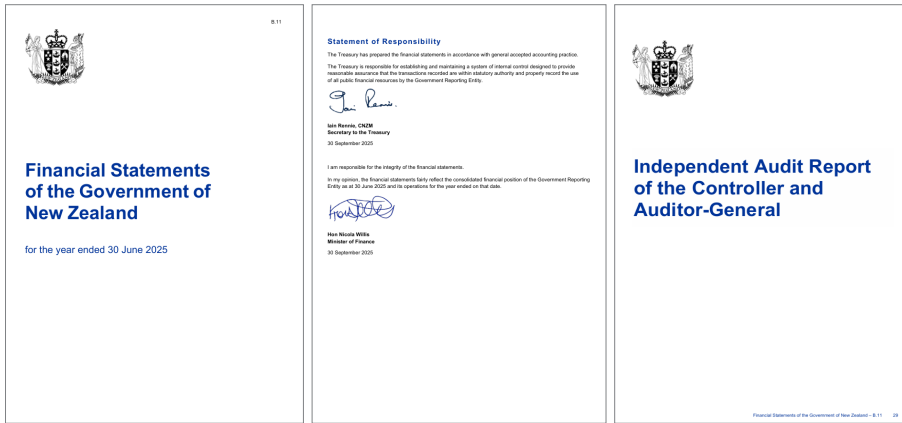 B.11
Financial Statements
of the Government of
New Zealand
for the year ended 30 June 2025
Statement of Responsibility
The Treasury has prepared the financial statements in accordance with general accepted accounting practice.
The Treasury is responsible for establishing and maintaining a system of internal control designed to provide
reasonable assurance that the transactions recorded are within statutory authority and properly record the use
of all public financial resources by the Government Reporting Entity.
Iain Rennie.
Iain Rennie, CNZM
Secretary to the Treasury
30 September 2025
I am responsible for the integrity of the financial statements.
In my opinion, the financial statements fairly reflect the consolidated financial position of the Government Reporting
Entity as at 30 June 2025 and its operations for the year ended on that date.
Hon Nicola Willis
Minister of Finance
30 September 2025
Independent Audit Report
of the Controller and
Auditor-General
Financial Statements of the Government of New Zealand – B.11 29